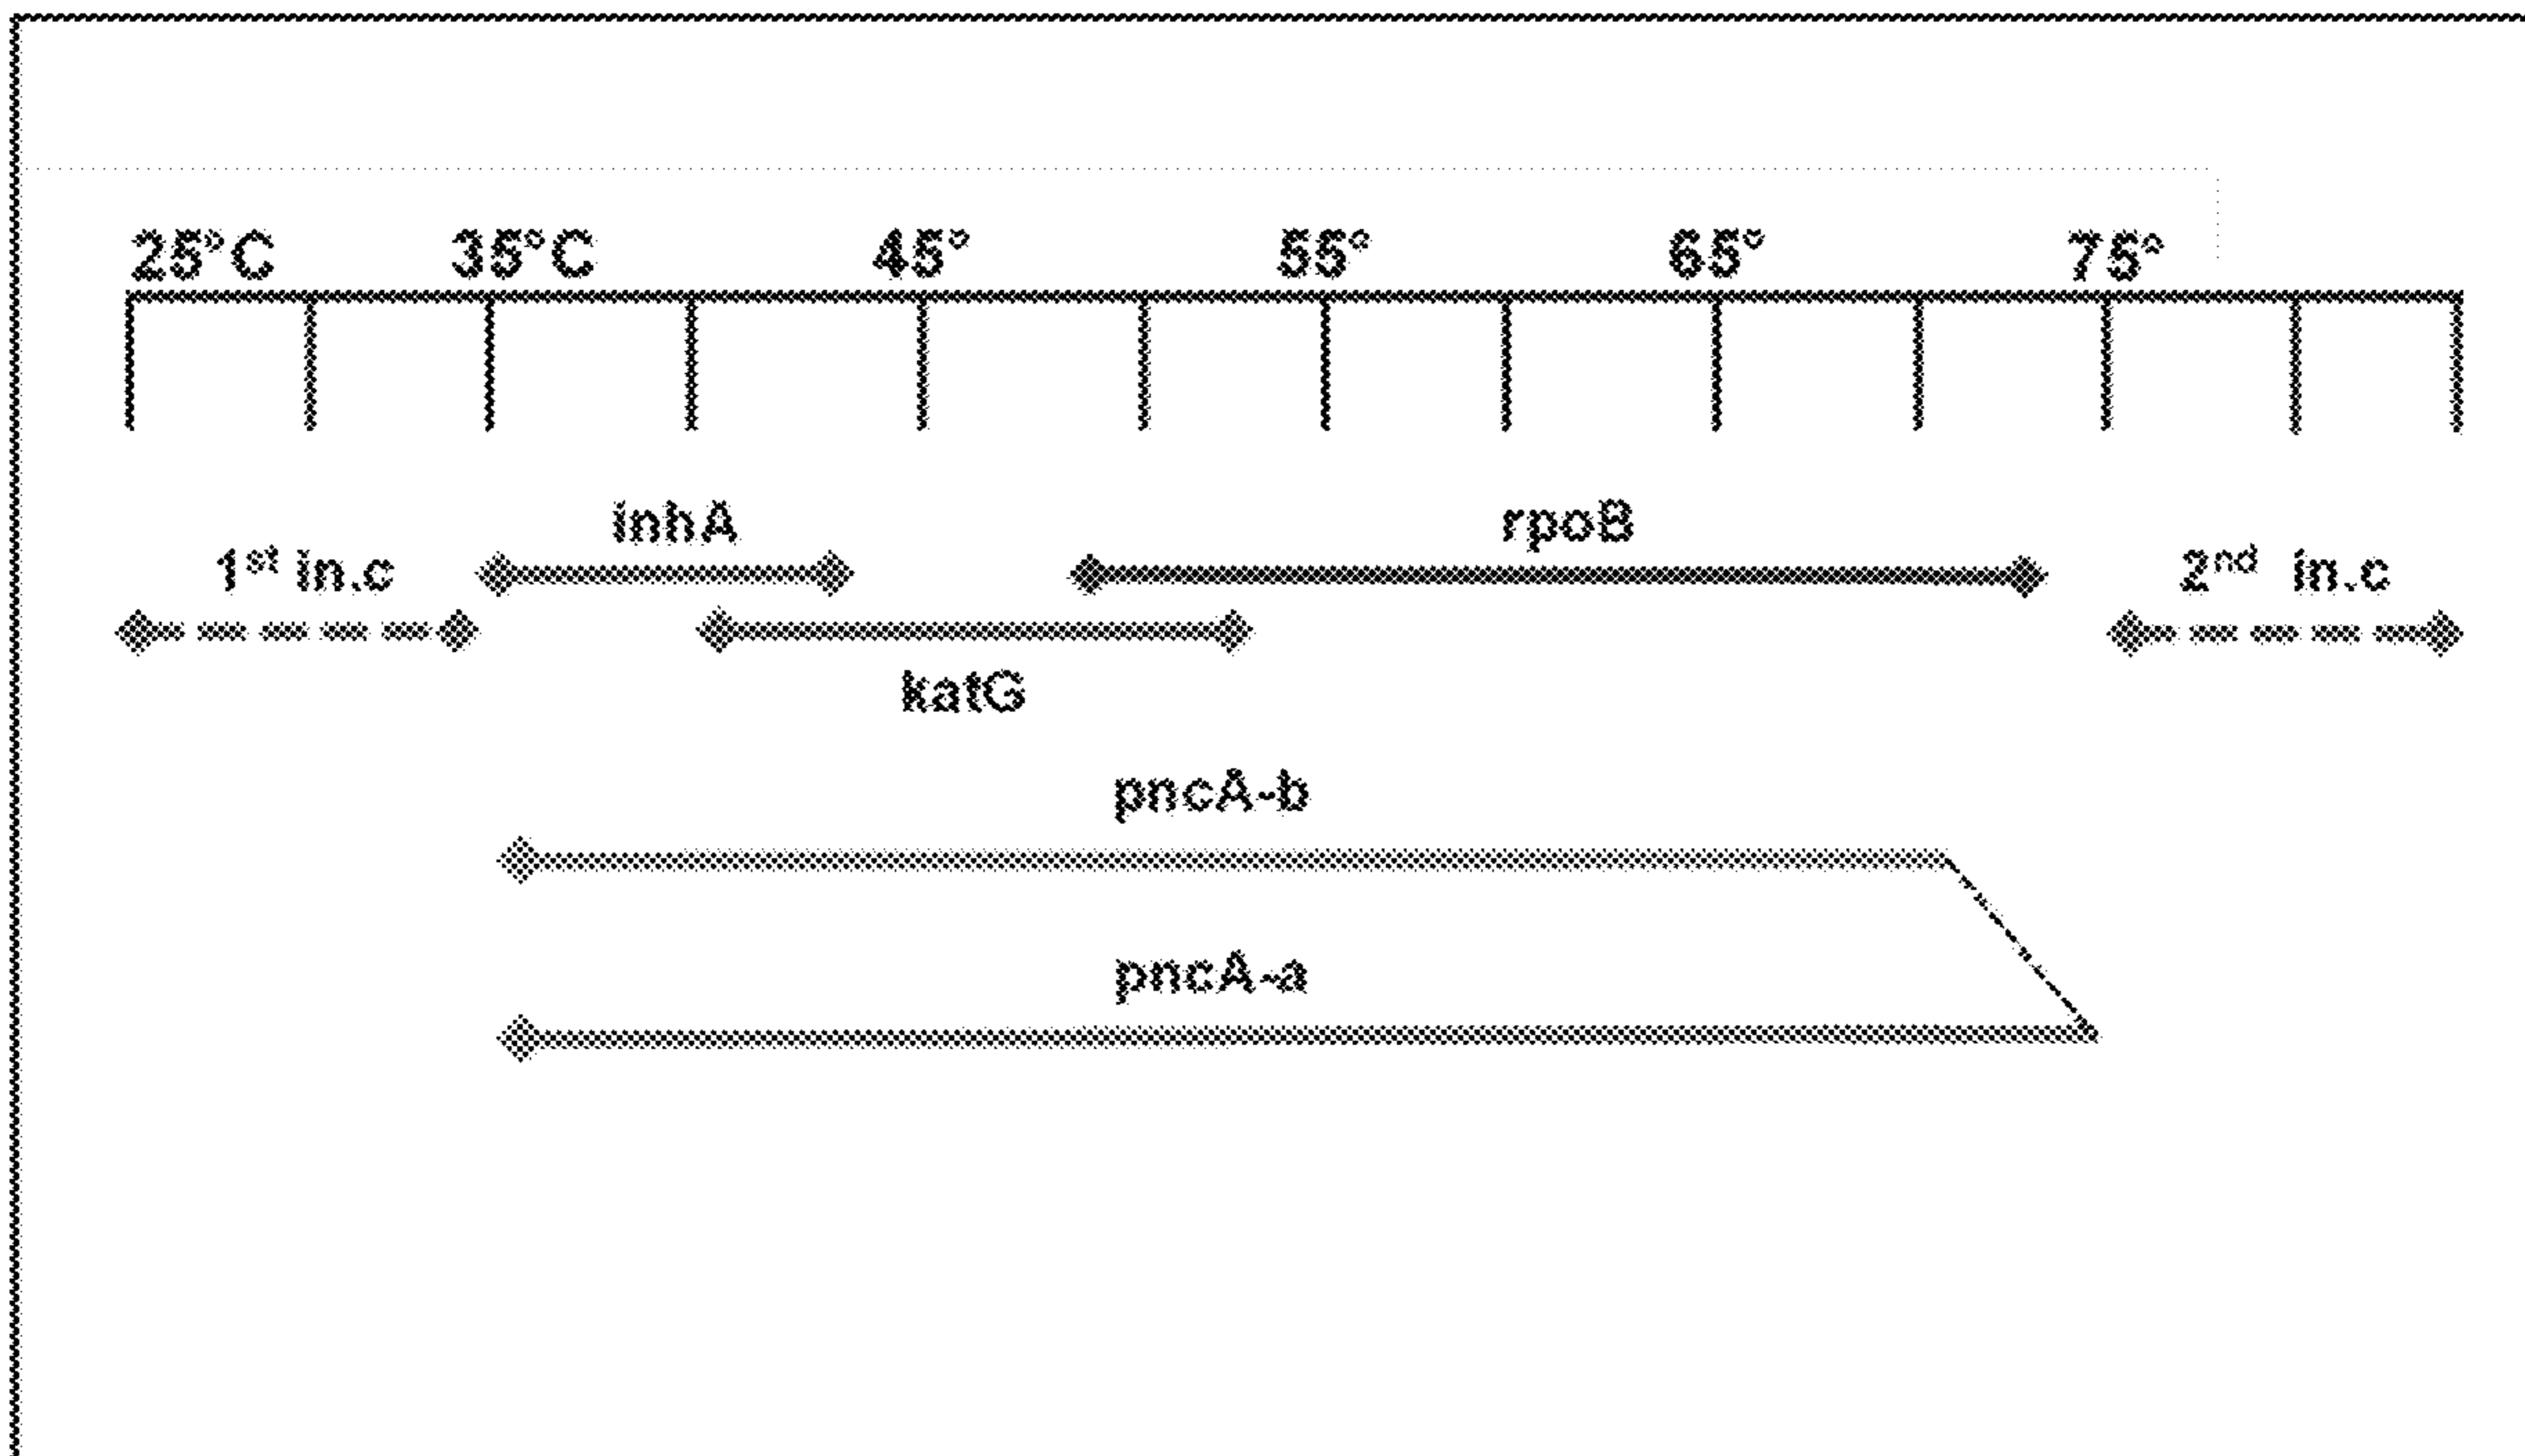 25°C 35°C 45° 55° 65° 75°
inhA rpoB
1st in.c 2nd in.c
katG
pncA-b
pncA-a